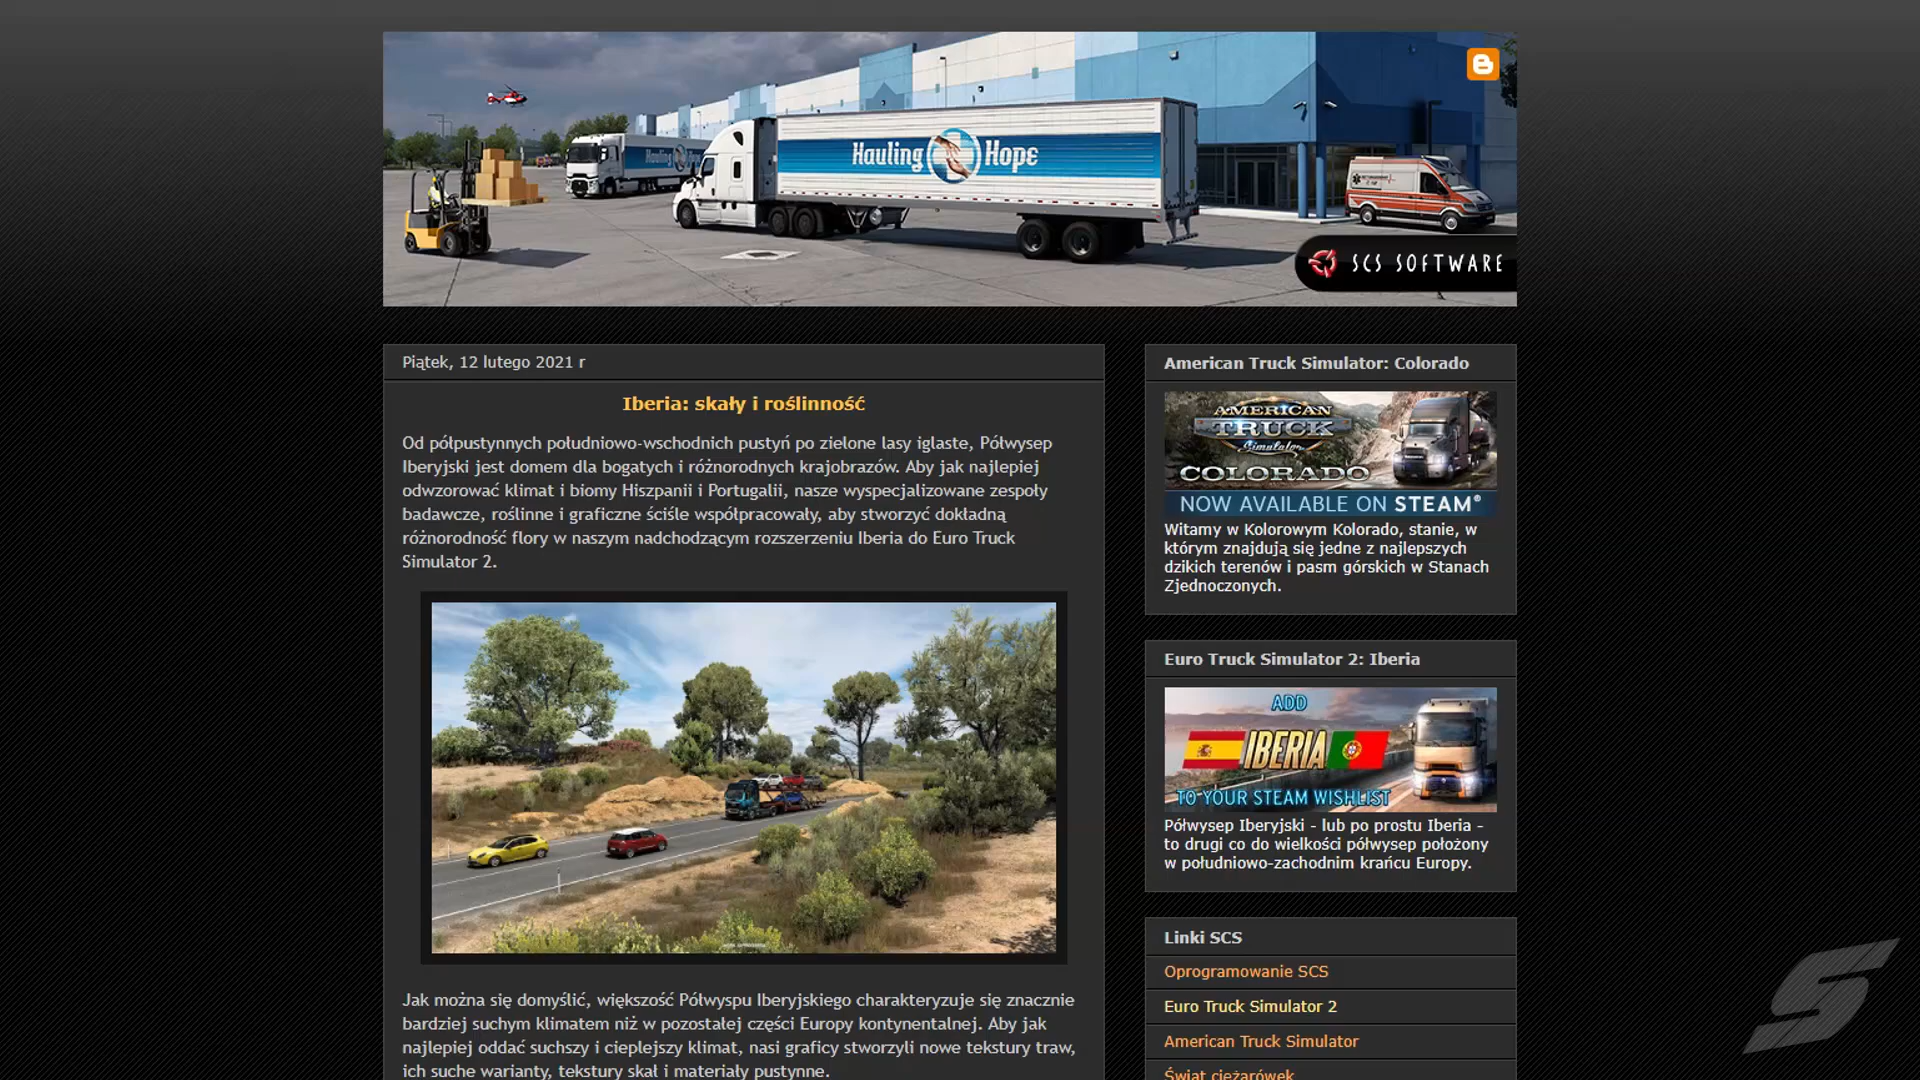 Hauling Hope
SCS SOFTWARE
Piątek, 12 lutego 2021 r
Iberia: skały i roślinność
Od półpustynnych południowo-wschodnich pustyń po zielone lasy iglaste, Półwysep
Iberyjski jest domem dla bogatych i różnorodnych krajobrazów. Aby jak najlepiej
odwzorować klimat i biomy Hiszpanii i Portugalii, nasze wyspecjalizowane zespoły
badawcze, roślinne i graficzne ściśle współpracowały, aby stworzyć dokładną
różnorodność flory w naszym nadchodzącym rozszerzeniu Iberia do Euro Truck
Simulator 2.
Jak można się domyślić, większość Półwyspu Iberyjskiego charakteryzuje się znacznie
bardziej suchym klimatem niż w pozostałej części Europy kontynentalnej. Aby jak
najlepiej oddać suchszy i cieplejszy klimat, nasi graficy stworzyli nowe tekstury traw,
ich suche warianty, tekstury skał i materiały pustynne.
American Truck Simulator: Colorado
AMERICAN
TRUCK
Simulator
COLORADO
NOW AVAILABLE ON STEAM®
Witamy w Kolorowym Kolorado, stanie, w
którym znajdują się jedne z najlepszych
dzikich terenów i pasm górskich w Stanach
Zjednoczonych.
Euro Truck Simulator 2: Iberia
ADD
IBERIA
TO YOUR STEAM WISHLIST
Półwysep Iberyjski - lub po prostu Iberia -
to drugi co do wielkości półwysep położony
w południowo-zachodnim krańcu Europy.
Linki SCS
Oprogramowanie SCS
Euro Truck Simulator 2
American Truck Simulator
Świat ciężarówek